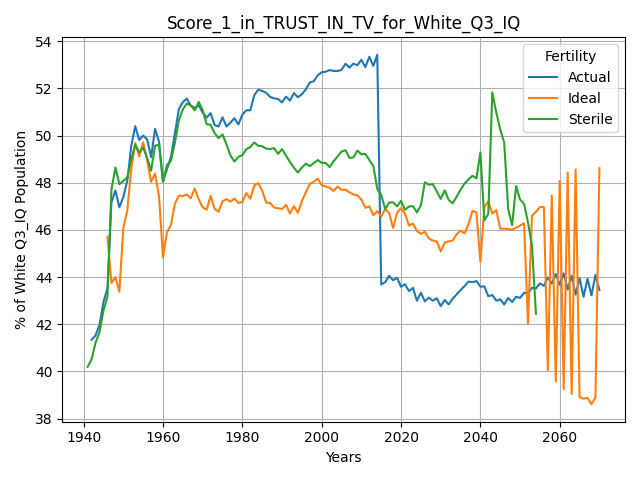 Score_1_in_TRUST_IN_TV_for_White_Q3_IQ
% of White Q3_IQ Population
54
52
50
48
46
44
42
40
38
Fertility
Actual
Ideal
Sterile
1940 1960 1980 2000 2020 2040 2060
Years